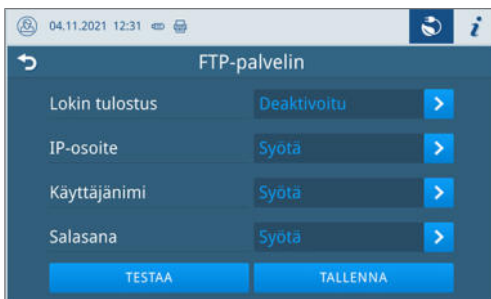 04.11.2021 12:31
FTP-palvelin
Lokin tulostus Deaktivoitu
IP-osoite Syötä
Käyttäjänimi Syötä
Salasana Syötä
TESTAA TALLENNA